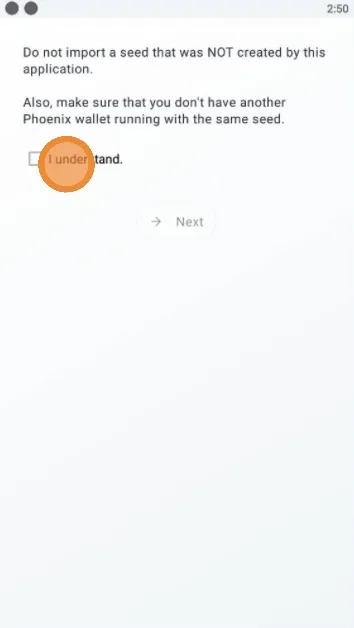 2:50
Do not import a seed that was NOT created by this
application.
Also, make sure that you don't have another
Phoenix wallet running with the same seed.
I understand.
Next